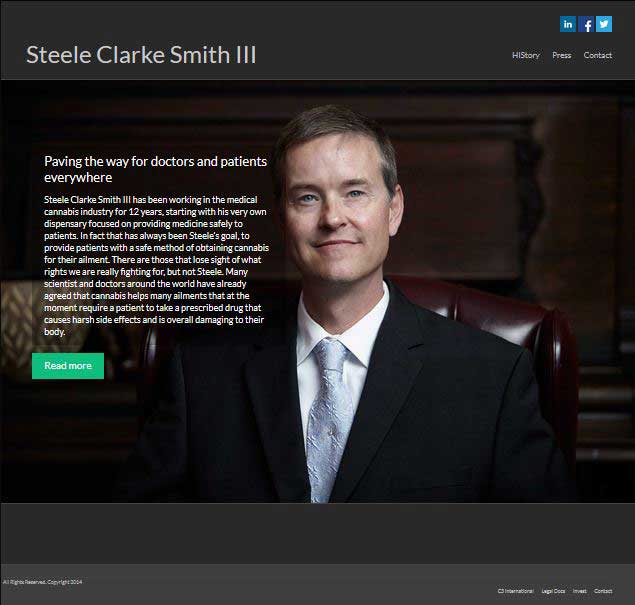 in f
Steele Clarke Smith III
HIStory Press Contact
Paving the way for doctors and patients
everywhere
Steele Clarke Smith III has been working in the medical
cannabis industry for 12 years, starting with his very own
dispensary focused on providing medicine safely to
patients. In fact that has always been Steele's goal, to
provide patients with a safe method of obtaining cannabis
for their ailment. There are those that lose sight of what
rights we are really fighting for, but not Steele. Many
scientist and doctors around the world have already
agreed that cannabis helps many ailments that at the
moment require a patient to take a prescribed drug that
causes harsh side effects and is overall damaging to their
body.
Read more
All Rights Reserved. Copyright 2014
C3 International Legal Docs Invest Contact